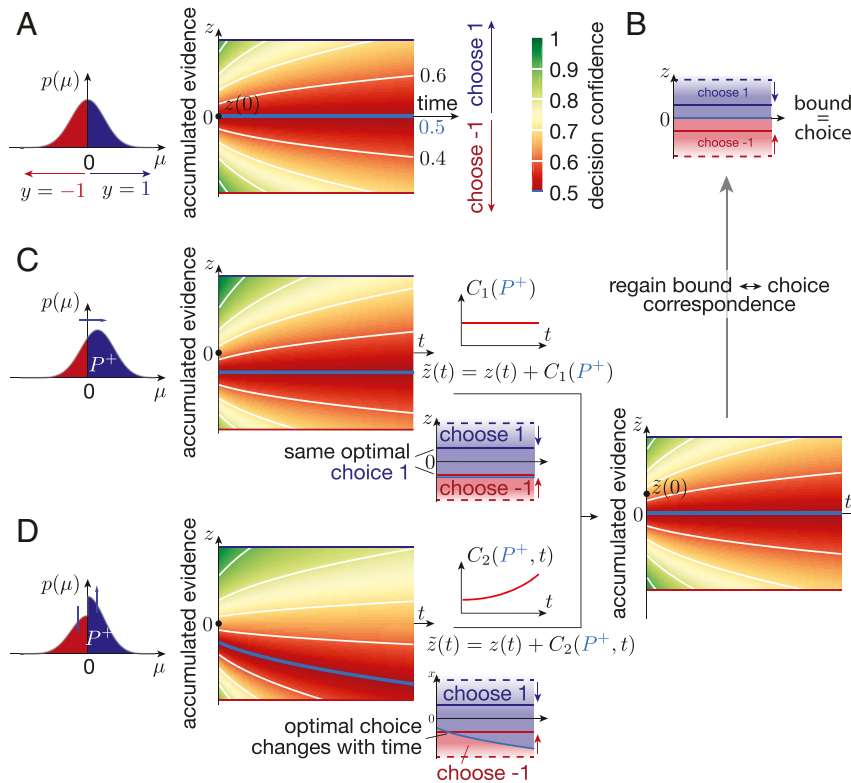 A
p(μ)
0
μ
y = −1
y = 1
accumulated evidence
z
0
z(0)
0.6
time
0.5
0.4
choose 1
choose -1
1
0.9
0.8
0.7
0.6
0.5
decision confidence
B
z
choose 1
0
choose -1
bound
=
choice
regain bound ↔ choice
correspondence
C
p(μ)
P⁺
0
μ
accumulated evidence
z
0
t
C₁(P⁺)
t
z̃(t) = z(t) + C₁(P⁺)
z
choose 1
same optimal
choice 1
0
choose -1
accumulated evidence
z̃
z̃(0)
0
t
D
p(μ)
P⁺
0
μ
accumulated evidence
z
0
t
C₂(P⁺, t)
t
z̃(t) = z(t) + C₂(P⁺, t)
x
choose 1
0
optimal choice
changes with time
choose -1